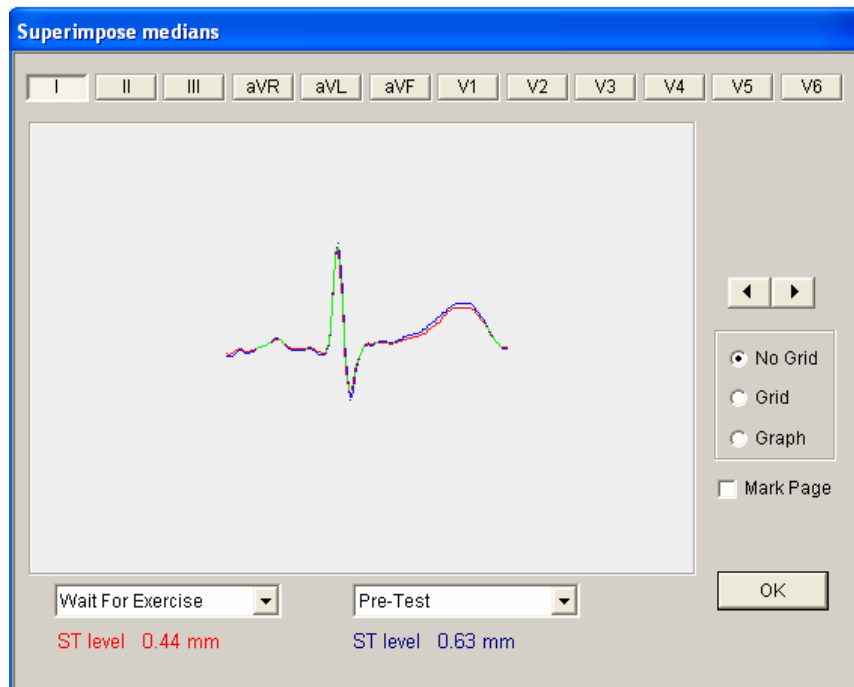 Superimpose medians
I II III aVR aVL aVF V1 V2 V3 V4 V5 V6
No Grid
Grid
Graph
Mark Page
Wait For Exercise Pre-Test OK
ST level 0.44 mm ST level 0.63 mm